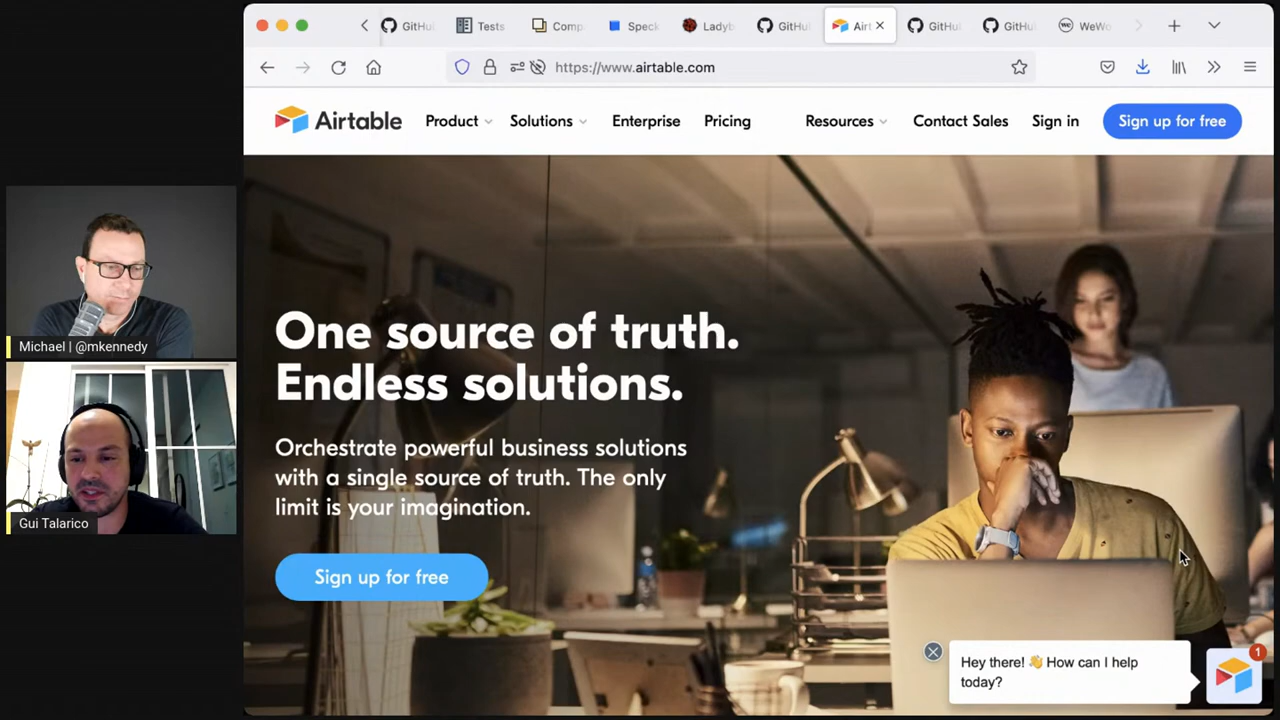 GitHu
Tests
Comp
Speck
Ladyb
GitHu
Airt
GitHu
GitHu
WeWo
https://www.airtable.com
Airtable
Product
Solutions
Enterprise
Pricing
Resources
Contact Sales
Sign in
Sign up for free
One source of truth.
Endless solutions.
Orchestrate powerful business solutions
with a single source of truth. The only
limit is your imagination.
Sign up for free
Hey there! 👋 How can I help
today?
1
Michael | @mkennedy
Gui Talarico